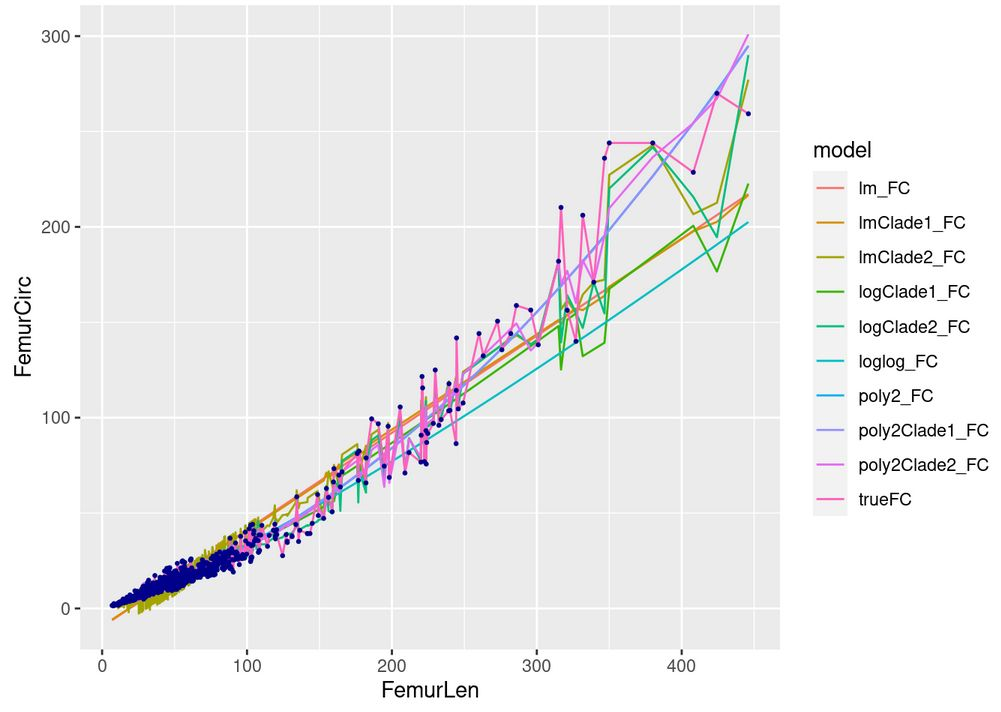 300
200
100
0
FemurCirc
0 100 200 300 400
FemurLen
model
lm_FC
lmClade1_FC
lmClade2_FC
logClade1_FC
logClade2_FC
loglog_FC
poly2_FC
poly2Clade1_FC
poly2Clade2_FC
trueFC